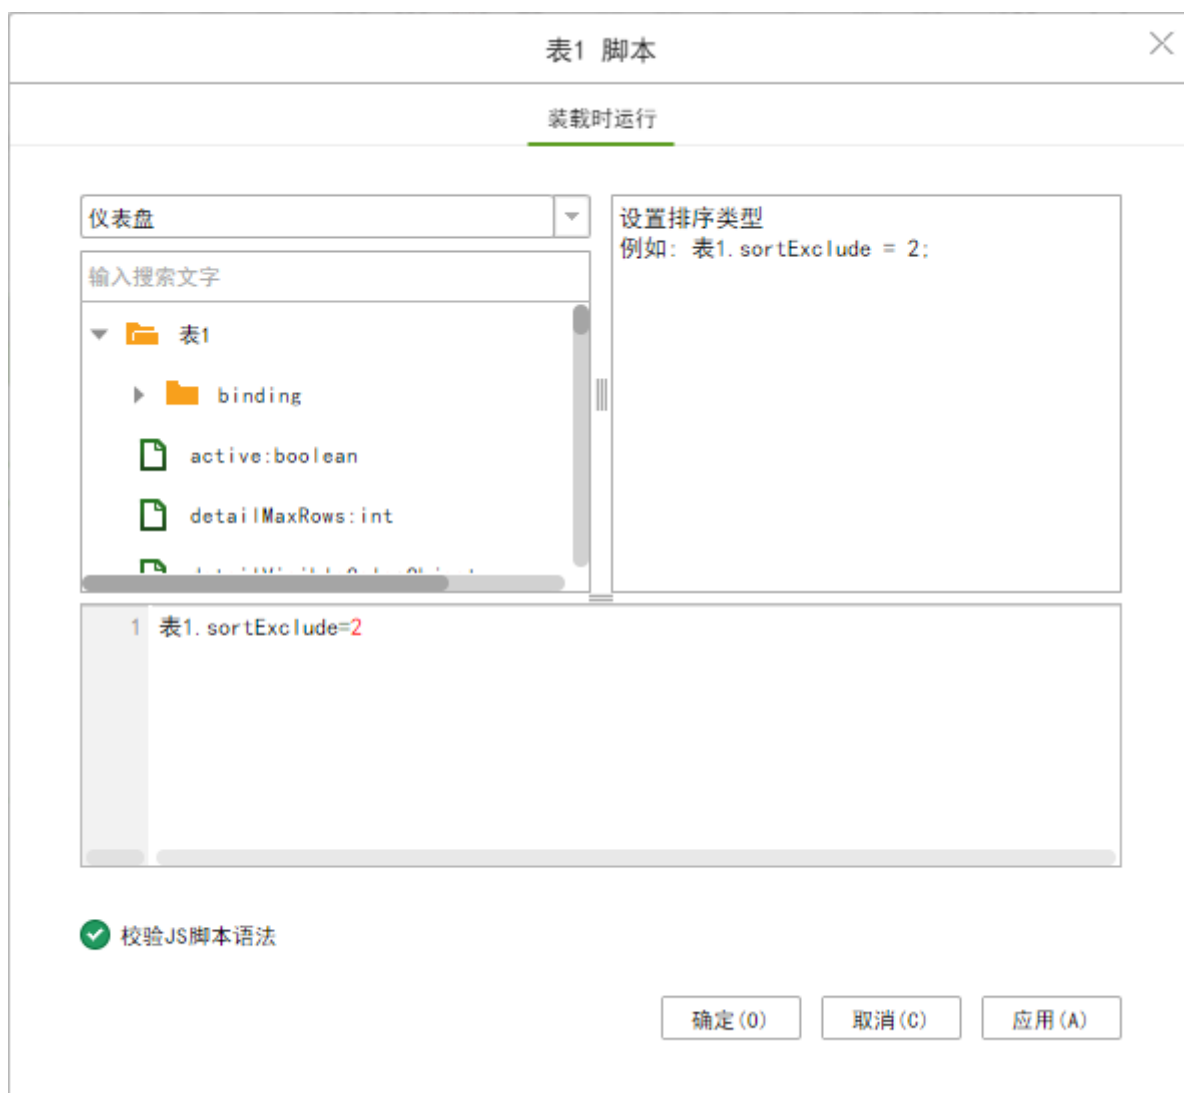 表1 脚本
装载时运行
仪表盘
设置排序类型
例如: 表1.sortExclude = 2;
输入搜索文字
表1
binding
active:boolean
detailMaxRows:int
1 表1.sortExclude=2
校验JS脚本语法
确定(O) 取消(C) 应用(A)